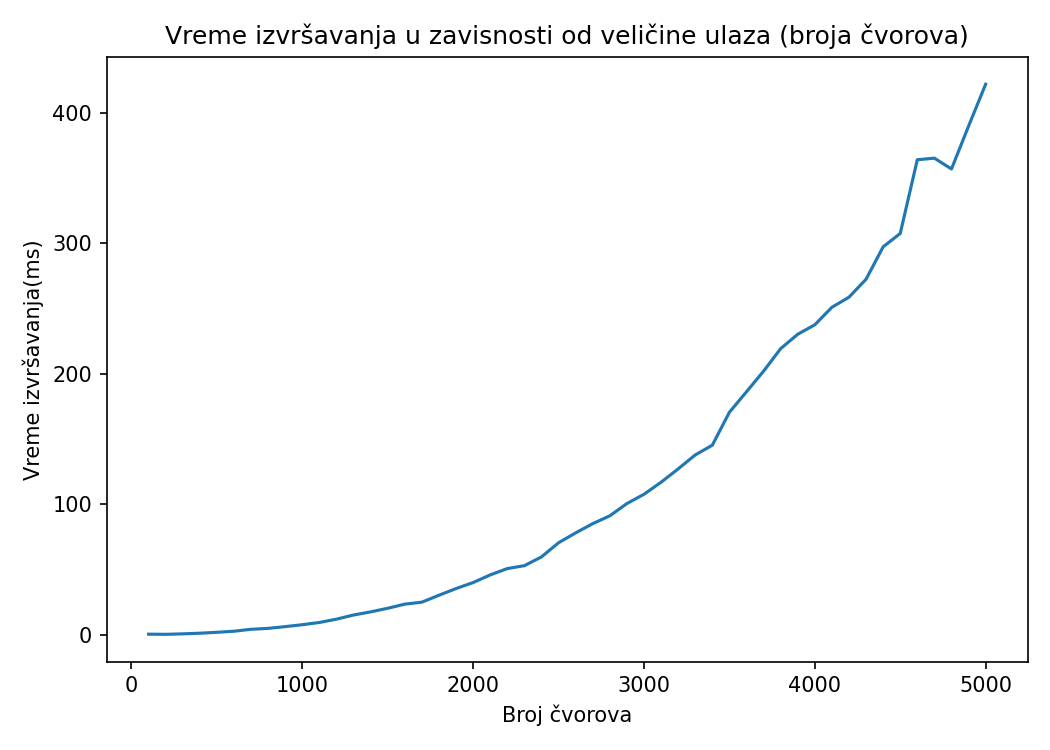 Vreme izvršavanja u zavisnosti od veličine ulaza (broja čvorova)
Vreme izvršavanja(ms)
400
300
200
100
0
0 1000 2000 3000 4000 5000
Broj čvorova